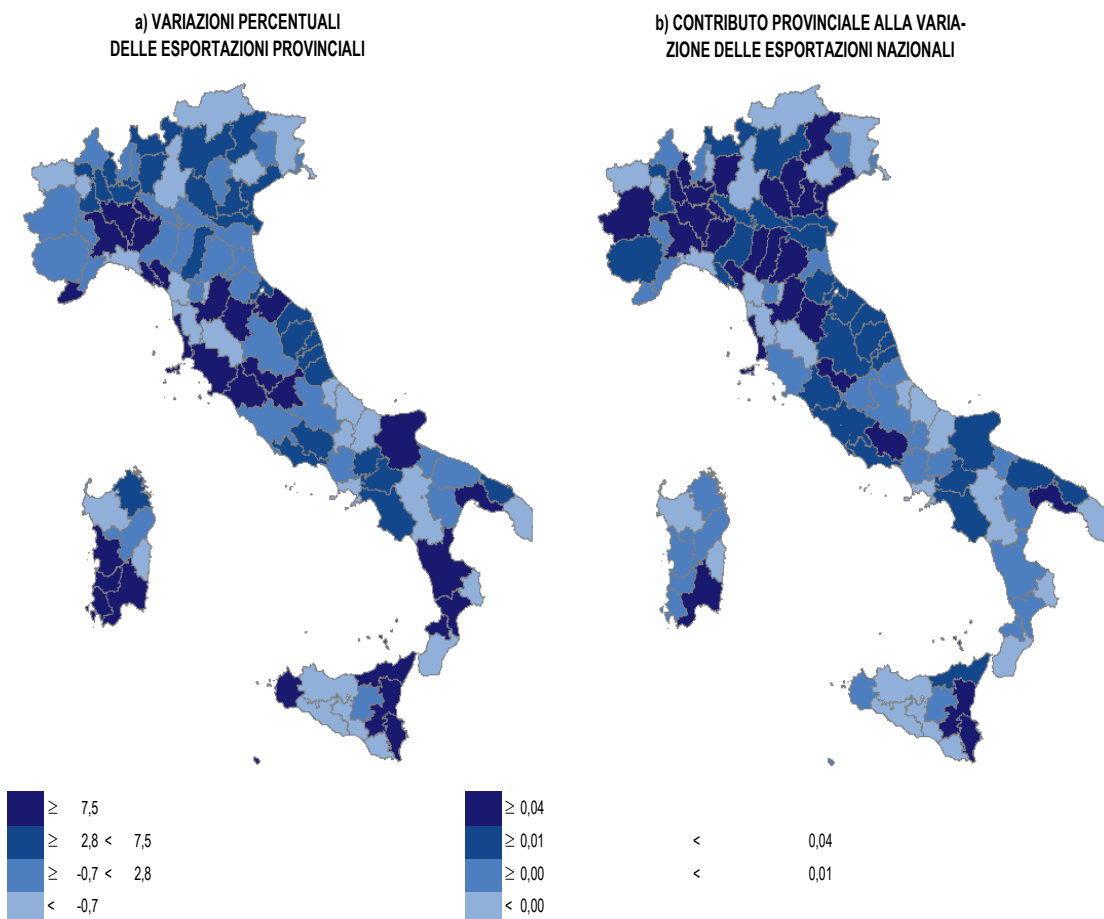 a) VARIAZIONI PERCENTUALI
DELLE ESPORTAZIONI PROVINCIALI
b) CONTRIBUTO PROVINCIALE ALLA VARIA-
ZIONE DELLE ESPORTAZIONI NAZIONALI
≥ 7,5
≥ 2,8 < 7,5
≥ -0,7 < 2,8
< -0,7
≥ 0,04
≥ 0,01 < 0,04
≥ 0,00 < 0,01
< 0,00